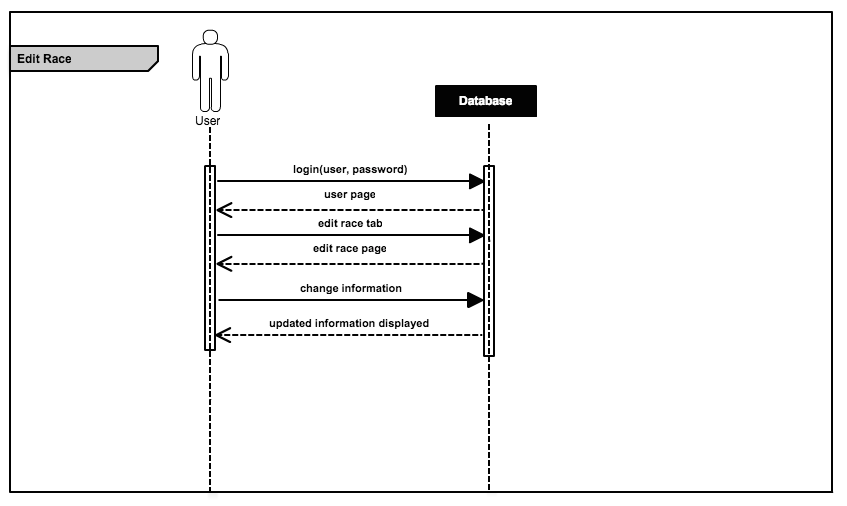 Edit Race
User
Database
login(user, password)
user page
edit race tab
edit race page
change information
updated information displayed